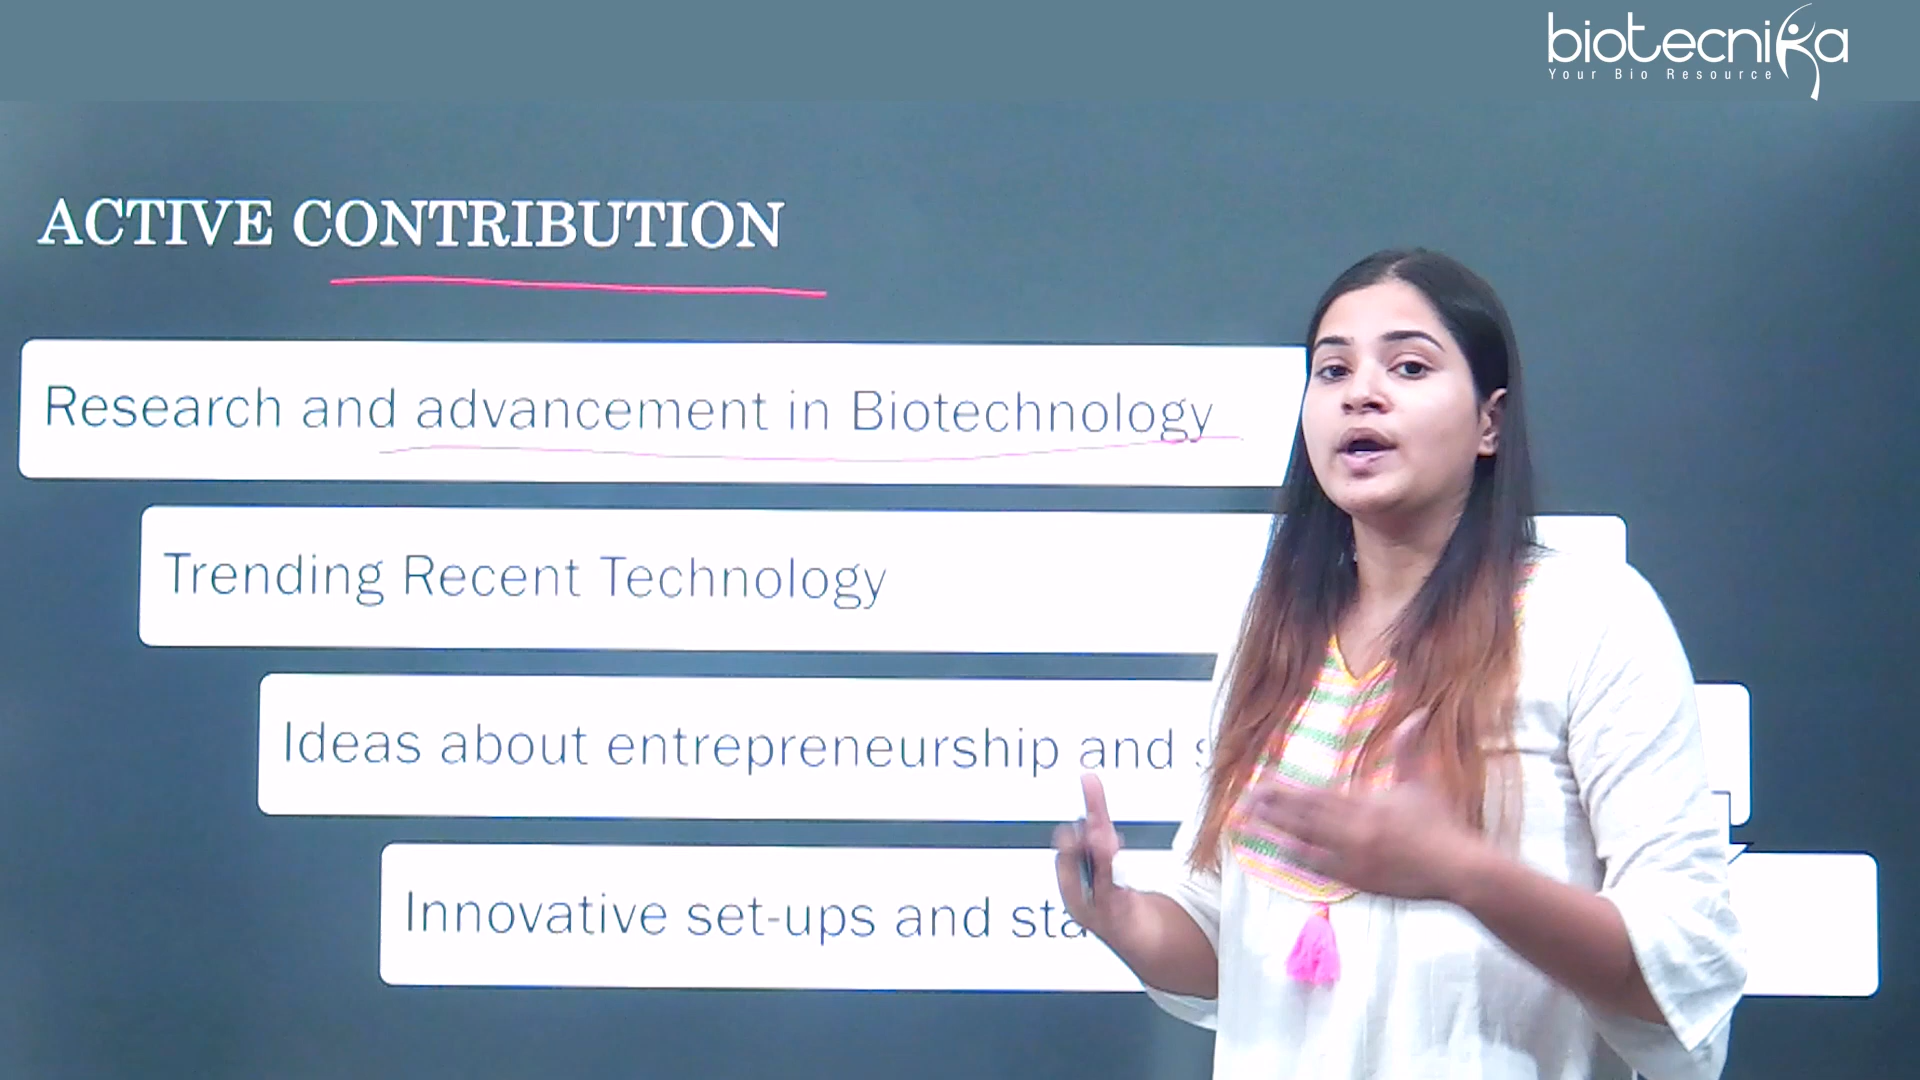 biotecnika
Your Bio Resource
ACTIVE CONTRIBUTION
Research and advancement in Biotechnology
Trending Recent Technology
Ideas about entrepreneurship and
Innovative set-ups and